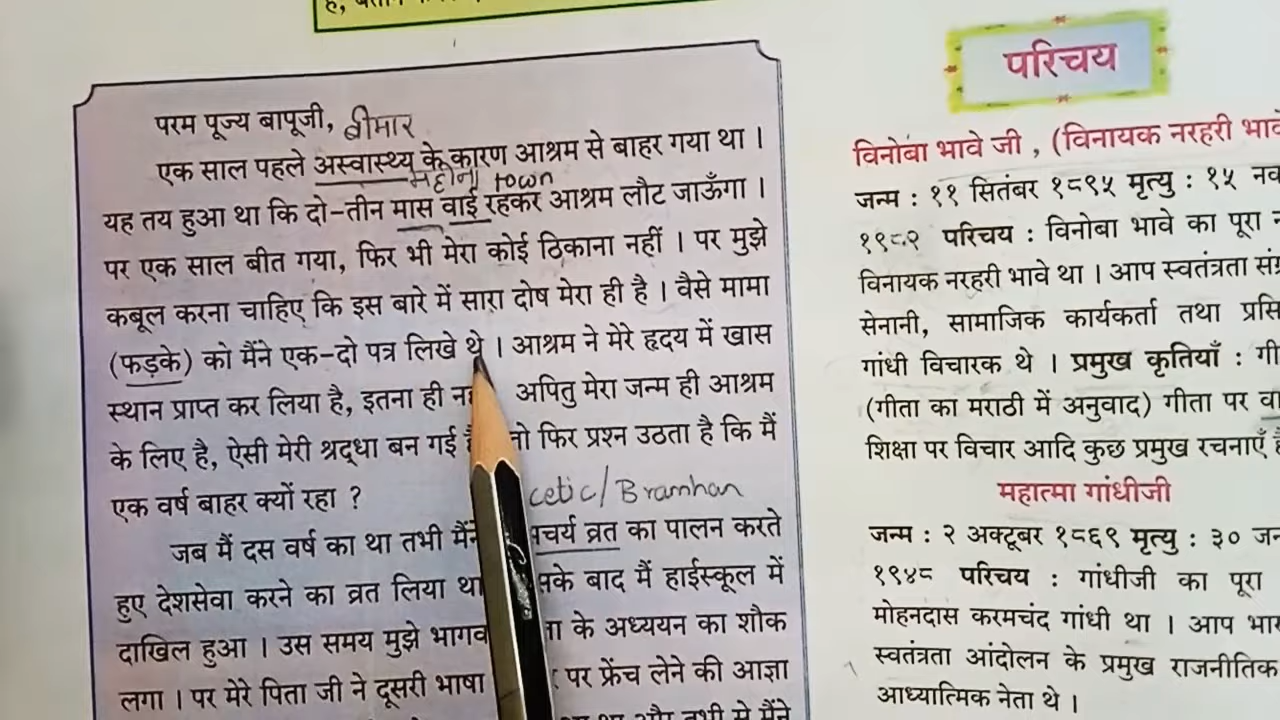 परम पूज्य बापूजी, बीमार
एक साल पहले अस्वास्थ्य के कारण आश्रम से बाहर गया था ।
महीना town
यह तय हुआ था कि दो-तीन मास वाई रहकर आश्रम लौट जाऊँगा ।
पर एक साल बीत गया, फिर भी मेरा कोई ठिकाना नहीं । पर मुझे
कबूल करना चाहिए कि इस बारे में सारा दोष मेरा ही है । वैसे मामा
(फड़के) को मैंने एक-दो पत्र लिखे थे । आश्रम ने मेरे हृदय में खास
स्थान प्राप्त कर लिया है, इतना ही अपितु मेरा जन्म ही आश्रम
के लिए है, ऐसी मेरी श्रद्धा बन गई तो फिर प्रश्न उठता है कि मैं
एक वर्ष बाहर क्यों रहा ?
cetic/Bramhan
जब मैं दस वर्ष का था तभी मैंने चर्य व्रत का पालन करते
हुए देशसेवा करने का व्रत लिया था सके बाद मैं हाईस्कूल में
दाखिल हुआ । उस समय मुझे भागव ता के अध्ययन का शौक
लगा । पर मेरे पिता जी ने दूसरी भाषा पर फ्रेंच लेने की आज्ञा
परिचय
विनोबा भावे जी , (विनायक नरहरी भावे
जन्म : ११ सितंबर १८९५ मृत्यु : १५ नव
१९८२ परिचय : विनोबा भावे का पूरा
विनायक नरहरी भावे था । आप स्वतंत्रता संग्
सेनानी, सामाजिक कार्यकर्ता तथा प्रसि
गांधी विचारक थे । प्रमुख कृतियाँ : गी
(गीता का मराठी में अनुवाद) गीता पर वा
शिक्षा पर विचार आदि कुछ प्रमुख रचनाएँ
महात्मा गांधीजी
जन्म : २ अक्टूबर १८६९ मृत्यु : ३० जन
१९४८ परिचय : गांधीजी का पूरा
मोहनदास करमचंद गांधी था । आप भार
स्वतंत्रता आंदोलन के प्रमुख राजनीतिक
आध्यात्मिक नेता थे ।